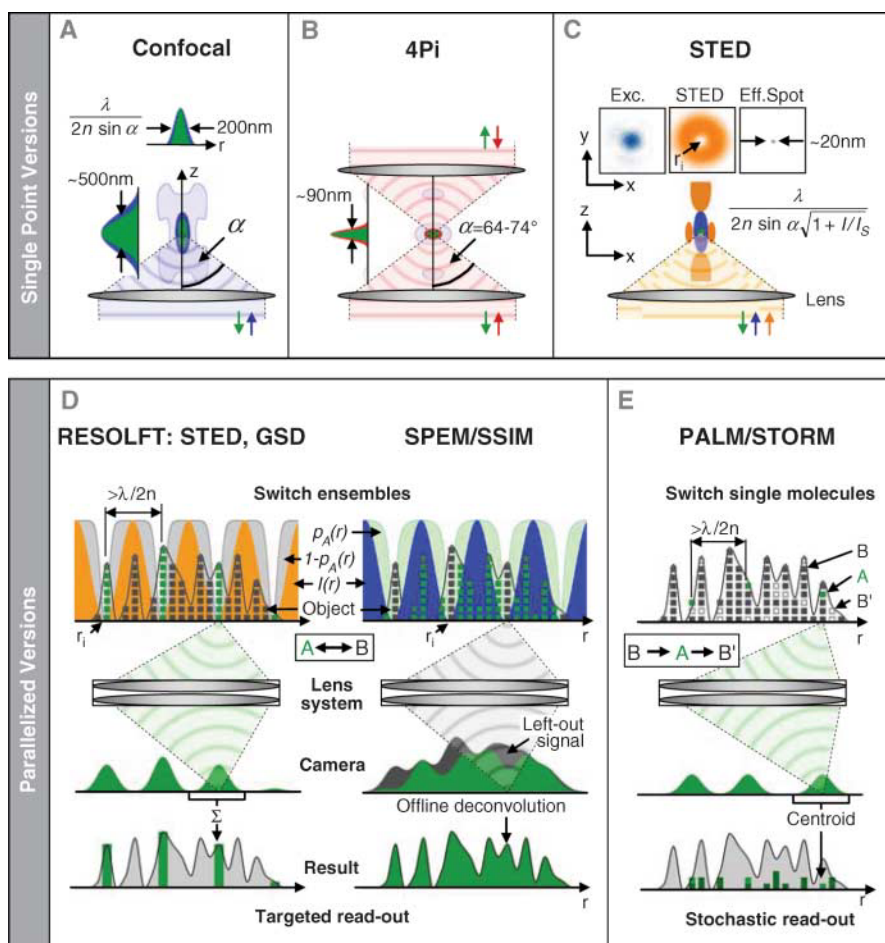 Single Point Versions
A
Confocal
λ
2n sin α
200nm
r
z
~500nm
α
B
4Pi
~90nm
α=64-74°
C
STED
Exc.
STED
Eff.Spot
y
r_i
~20nm
x
z
x
λ
2n sin α√1 + I/I_S
Lens
Parallelized Versions
D
RESOLFT: STED, GSD
SPEM/SSIM
>λ/2n
Switch ensembles
p_A(r)
1-p_A(r)
I(r)
Object
r_i
r_i
r
A B
Lens
system
Left-out
signal
Camera
Offline deconvolution
Σ
Result
r
r
Targeted read-out
E
PALM/STORM
Switch single molecules
>λ/2n
B
A
B'
r
B A B'
Centroid
r
Stochastic read-out